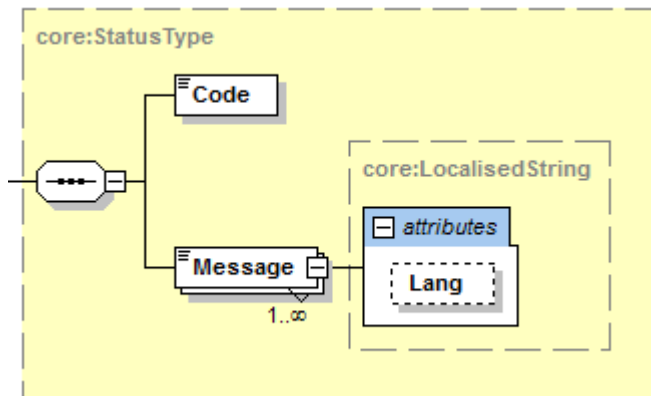 core:StatusType
Code
core:LocalisedString
attributes
Message
Lang
1..∞